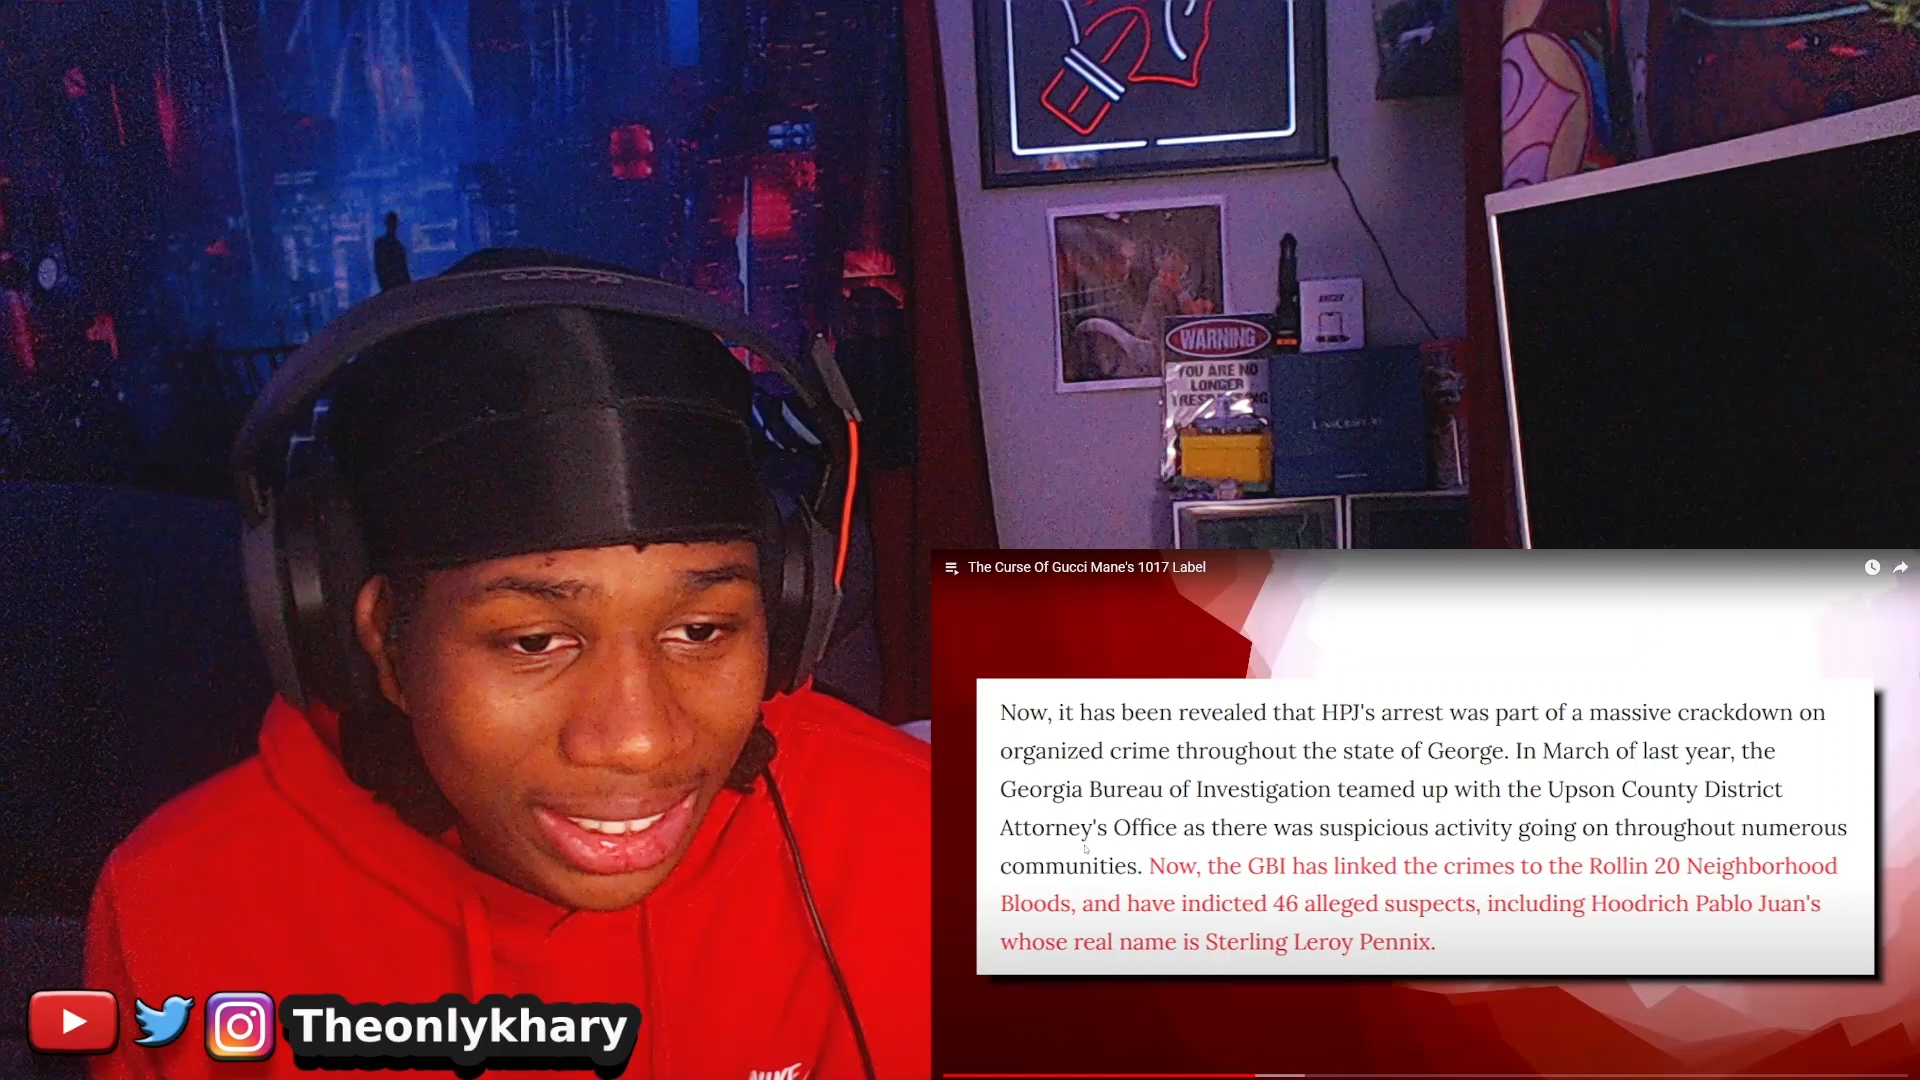 WARNING
YOU ARE NO
LONGER
The Curse Of Gucci Mane's 1017 Label
Now, it has been revealed that HPJ's arrest was part of a massive crackdown on
organized crime throughout the state of George. In March of last year, the
Georgia Bureau of Investigation teamed up with the Upson County District
Attorney's Office as there was suspicious activity going on throughout numerous
communities. Now, the GBI has linked the crimes to the Rollin 20 Neighborhood
Bloods, and have indicted 46 alleged suspects, including Hoodrich Pablo Juan's
whose real name is Sterling Leroy Pennix.
Theonlykhary
NIKE